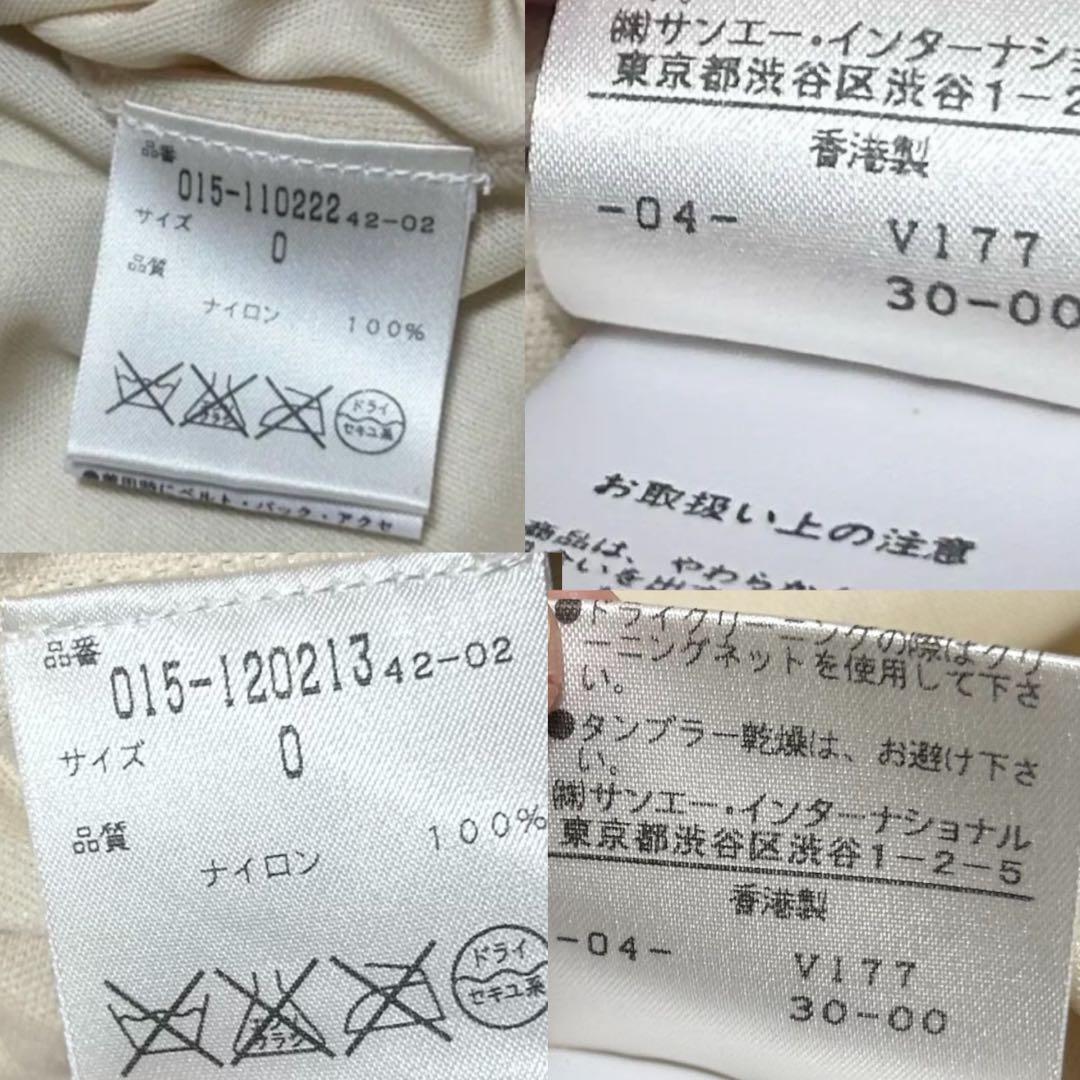 品番
015-110222 42-02
サイズ 0
品質
ナイロン 100%
ドライ
セキユ系
㈱サンエー・インターナショ
東京都渋谷区渋谷1-2
香港製
-04- V177
30-00
お取扱い上の注意
商品は、やわらか
品番
015-120213 42-02
サイズ 0
品質
ナイロン 100%
ドライ
セキユ系
●ドライクリーニングの際はクリ
ーニングネットを使用して下さ
い。
●タンブラー乾燥は、お避け下さ
い。
㈱サンエー・インターナショナル
東京都渋谷区渋谷1-2-5
香港製
-04- V177
30-00